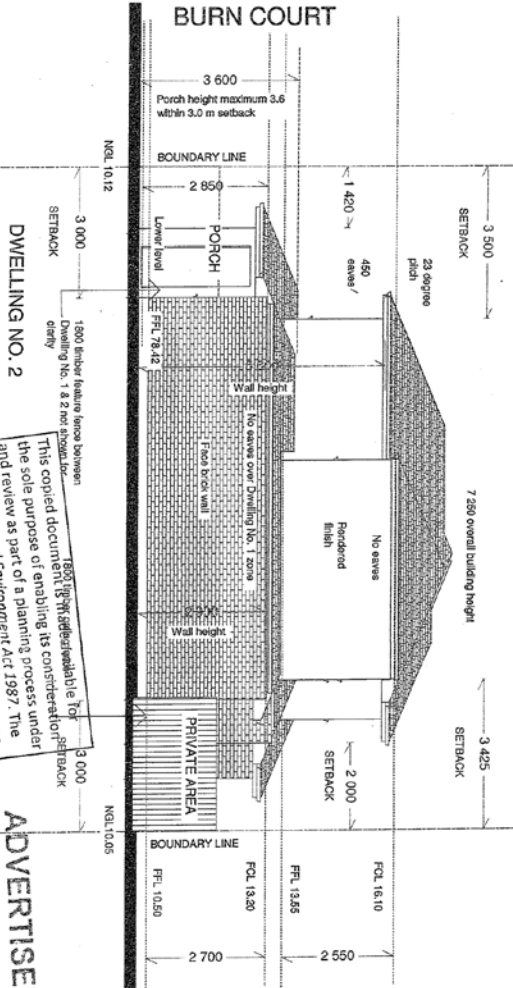 BURN COURT
3 600
Porch height maximum 3.6
within 3.0 m setback
BOUNDARY LINE
NGL 10.12
2 850
1 420
3 500
SETBACK
23 degree
pitch
450
eaves
3 000
SETBACK
PORCH
Lower level
FFL 78.42
Wall height
DWELLING NO. 2
1800 timber feature fence between
Dwelling No. 1 & 2 not shown for
clarity
No eaves over Dwelling No. 1 zone
Face brick wall
No eaves
Rendered
finish
7 250 overall building height
Wall height
PRIVATE AREA
This copied document is made available for
the sole purpose of enabling its consideration
and review as part of a planning process under
Environment Act 1987. The
3 000
SETBACK
NGL 10.05
BOUNDARY LINE
2 000
SETBACK
3 425
SETBACK
FFL 10.50
FCL 13.20
FFL 13.55
FCL 16.10
2 700
2 550
ADVERTISE